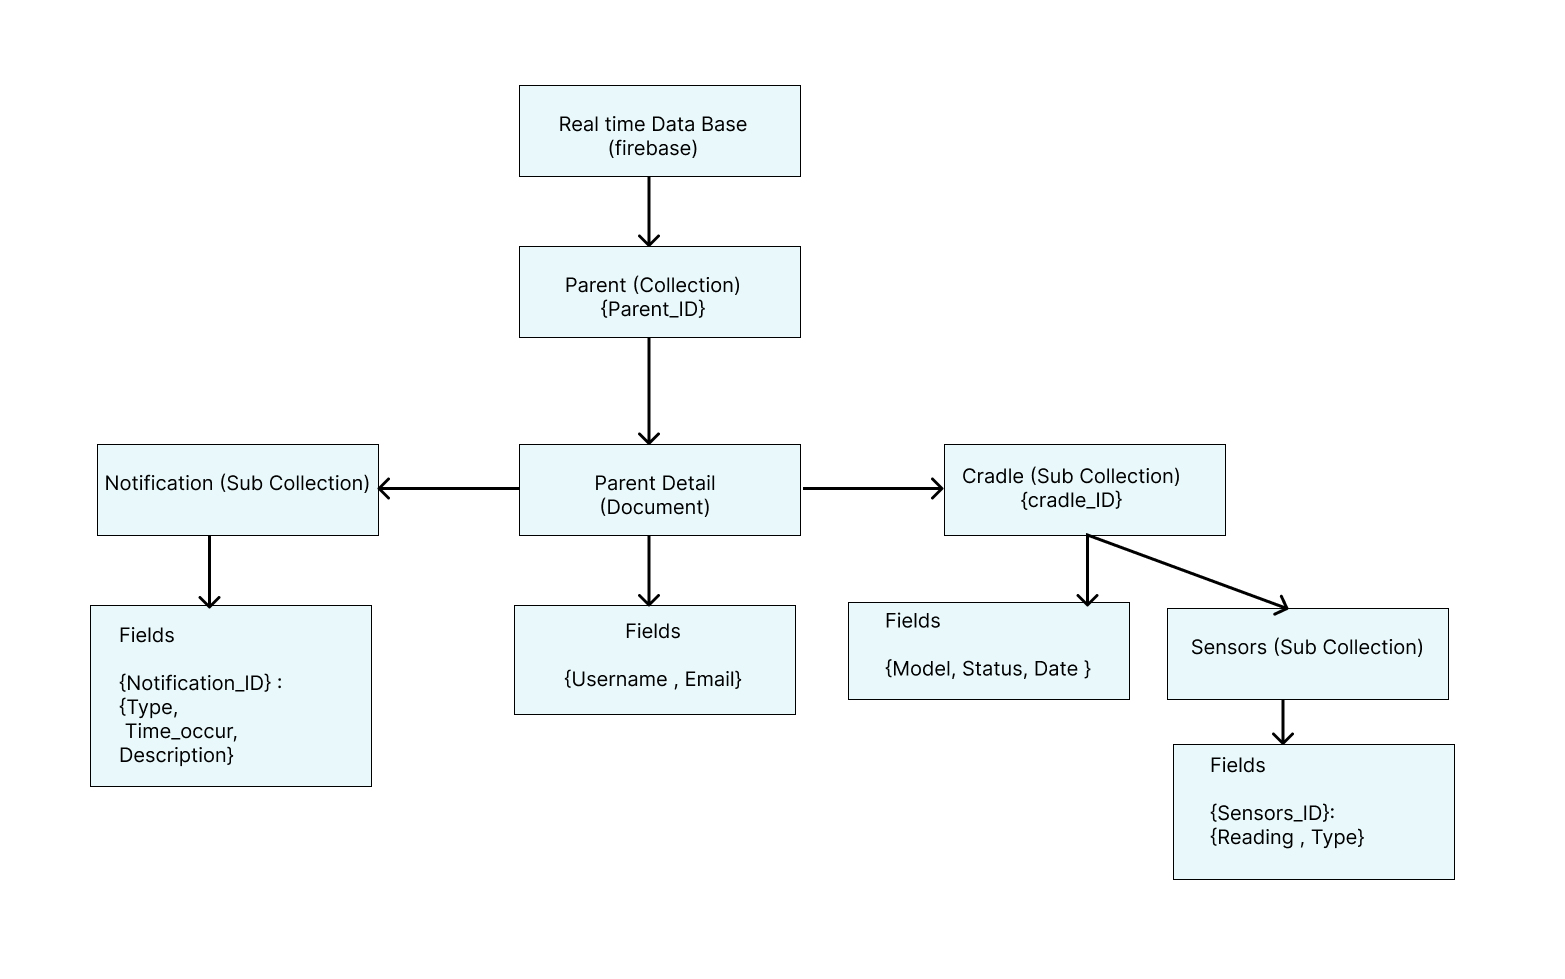 Real time Data Base
(firebase)
Parent (Collection)
{Parent_ID}
Notification (Sub Collection)
Parent Detail
(Document)
Cradle (Sub Collection)
{cradle_ID}
Fields
{Notification_ID} :
{Type,
Time_occur,
Description}
Fields
{Username , Email}
Fields
{Model, Status, Date }
Sensors (Sub Collection)
Fields
{Sensors_ID}:
{Reading , Type}